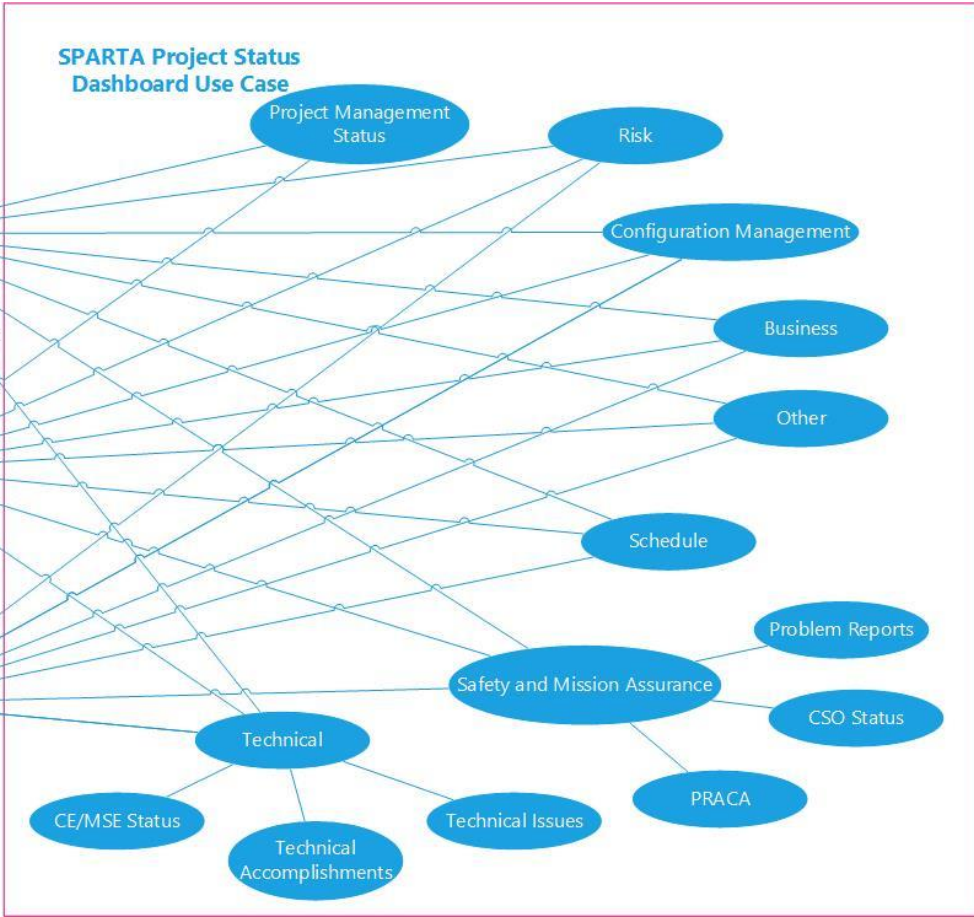 SPARTA Project Status
Dashboard Use Case
Project Management
Status
Risk
Configuration Management
Business
Other
Schedule
Problem Reports
Safety and Mission Assurance
CSO Status
Technical
PRACA
CE/MSE Status
Technical Issues
Technical
Accomplishments